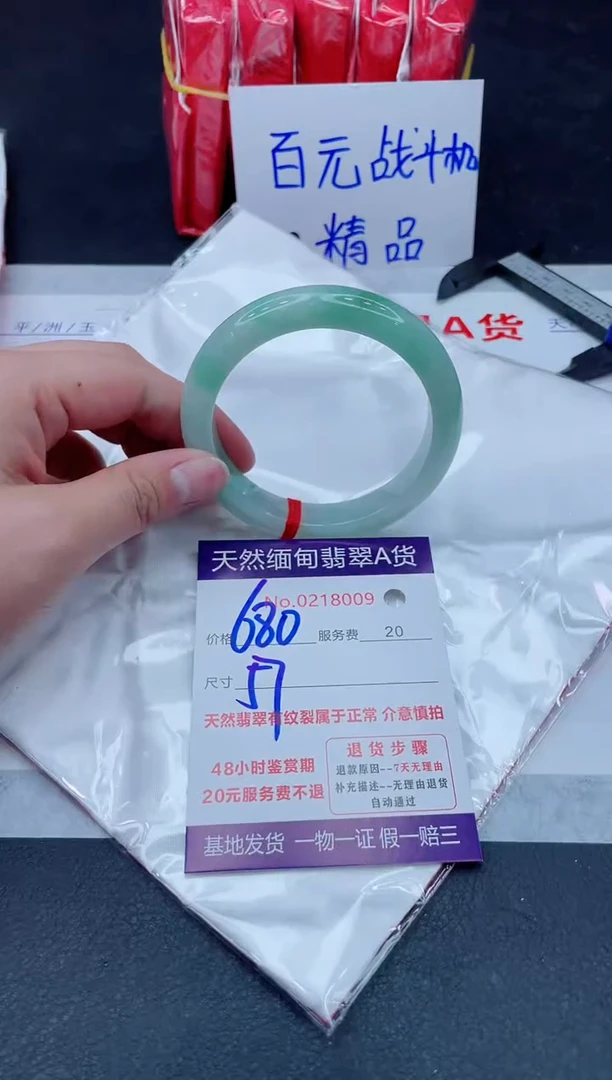 百元战斗机
精品
平/洲/玉
A货
天然缅甸翡翠A货
No.0218009
价格 680 服务费 20
尺寸 57
天然翡翠有纹裂属于正常 介意慎拍
48小时鉴赏期
20元服务费不退
退货步骤
退款原因--7天无理由
补充描述--无理由退货
自动通过
基地发货 一物一证 假一赔三